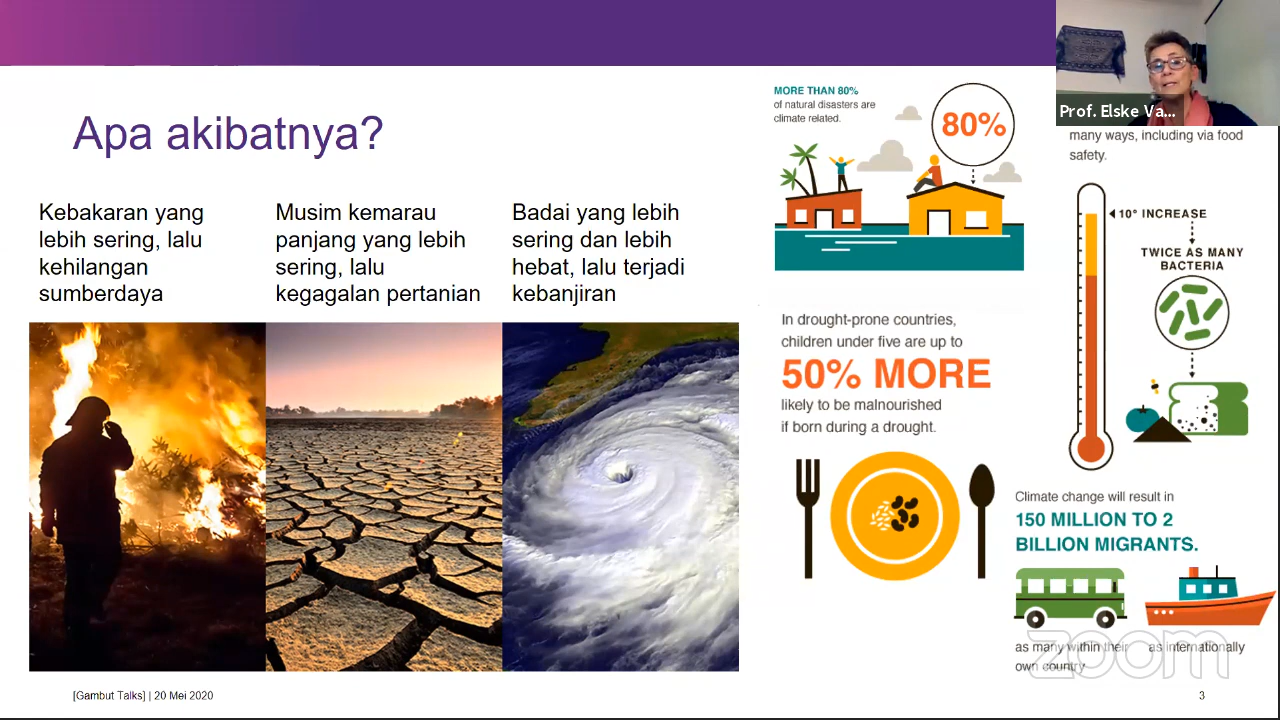 Apa akibatnya?
Kebakaran yang
lebih sering, lalu
kehilangan
sumberdaya
Musim kemarau
panjang yang lebih
sering, lalu
kegagalan pertanian
Badai yang lebih
sering dan lebih
hebat, lalu terjadi
kebanjiran
MORE THAN 80%
of natural disasters are
climate related.
80%
In drought-prone countries,
children under five are up to
50% MORE
likely to be malnourished
if born during a drought.
Prof. Elske Va...
many ways, including via food
safety.
10° INCREASE
TWICE AS MANY
BACTERIA
Climate change will result in
150 MILLION TO 2
BILLION MIGRANTS.
as many within their
own country
as internationally
zoom
[Gambut Talks] | 20 Mei 2020
3